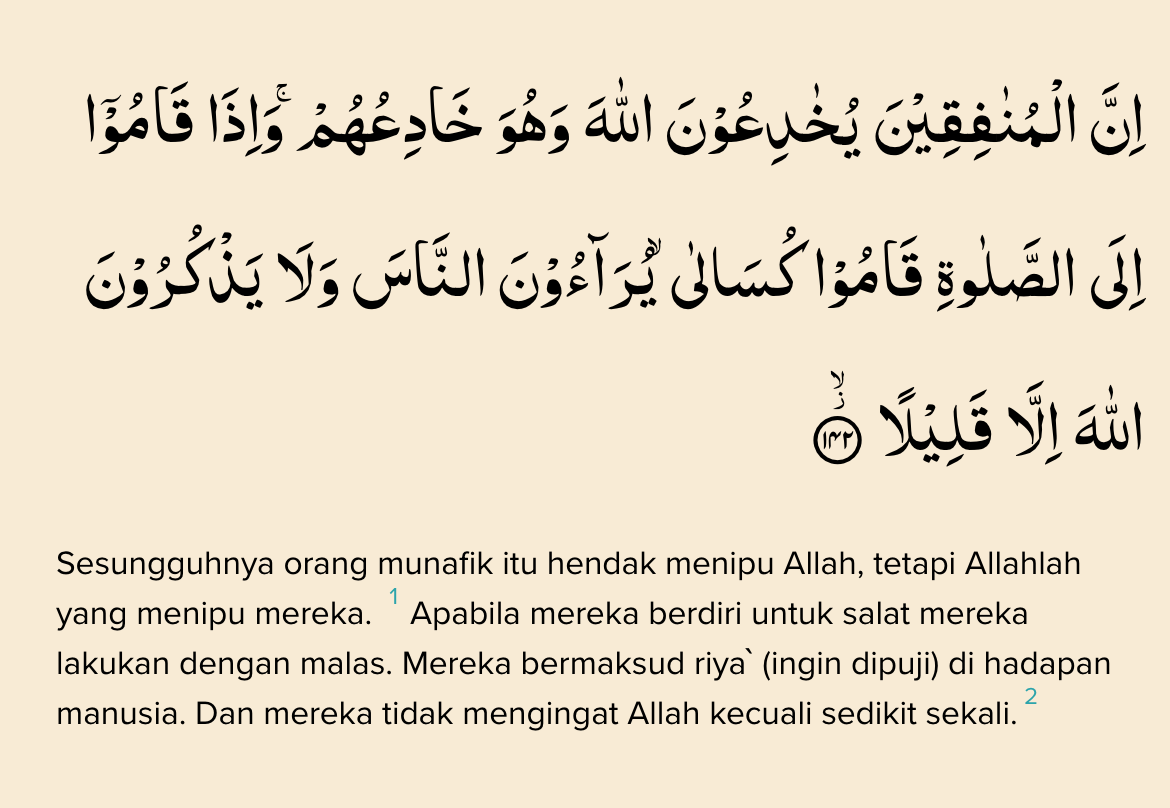 اِنَّ الْمُنٰفِقِيْنَ يُخٰدِعُوْنَ اللّٰهَ وَهُوَ خَادِعُهُمْ ۚوَاِذَا قَامُوْٓا
اِلَى الصَّلٰوةِ قَامُوْا كُسَالٰى ۙيُرَاۤءُوْنَ النَّاسَ وَلَا يَذْكُرُوْنَ
اللّٰهَ اِلَّا قَلِيْلًا ۖ ۝١٤٢
Sesungguhnya orang munafik itu hendak menipu Allah, tetapi Allahlah
yang menipu mereka. 1 Apabila mereka berdiri untuk salat mereka
lakukan dengan malas. Mereka bermaksud riya` (ingin dipuji) di hadapan
manusia. Dan mereka tidak mengingat Allah kecuali sedikit sekali. 2